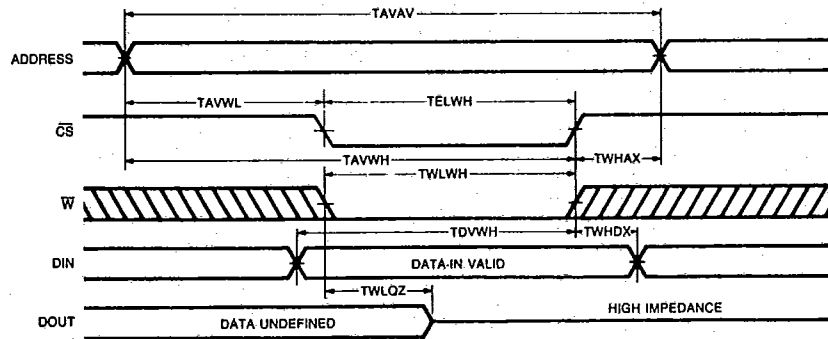 TAVAV
ADDRESS
TAVWL TELWH
CS
TAVWH TWHAX
TWLWH
W
TDVWH TWHDX
DIN DATA-IN VALID
TWLQZ
DOUT DATA UNDEFINED HIGH IMPEDANCE